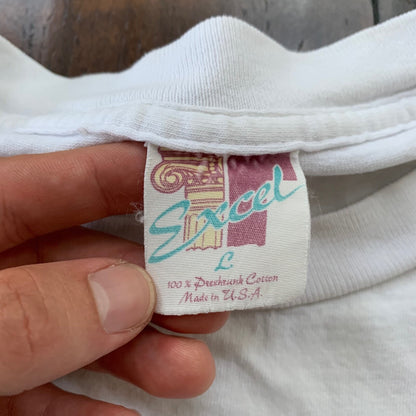 Excel
L
100 % Preshrunk Cotton
Made in U.S.A.